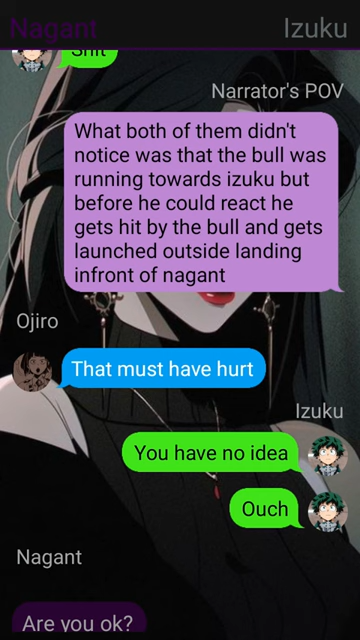 Nagant Izuku
Shit
Narrator's POV
What both of them didn't
notice was that the bull was
running towards izuku but
before he could react he
gets hit by the bull and gets
launched outside landing
infront of nagant
Ojiro
That must have hurt
Izuku
You have no idea
Ouch
Nagant
Are you ok?